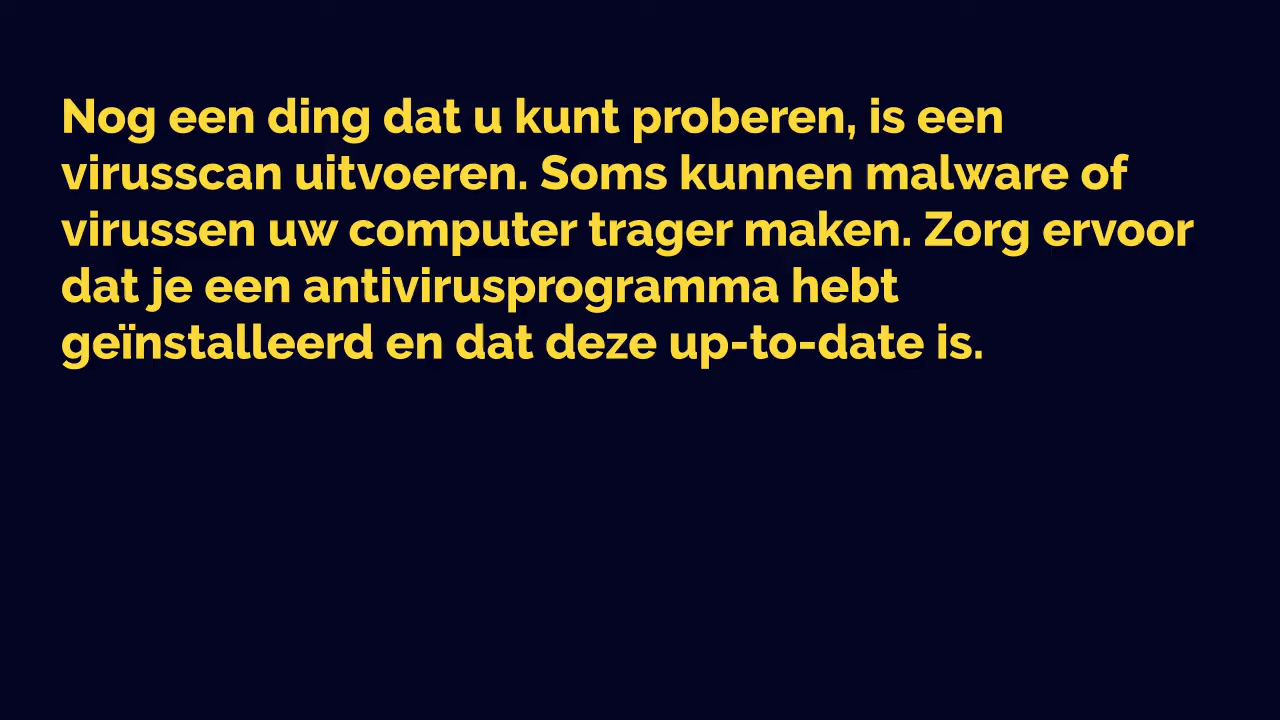 Nog een ding dat u kunt proberen, is een
virusscan uitvoeren. Soms kunnen malware of
virussen uw computer trager maken. Zorg ervoor
dat je een antivirusprogramma hebt
geïnstalleerd en dat deze up-to-date is.